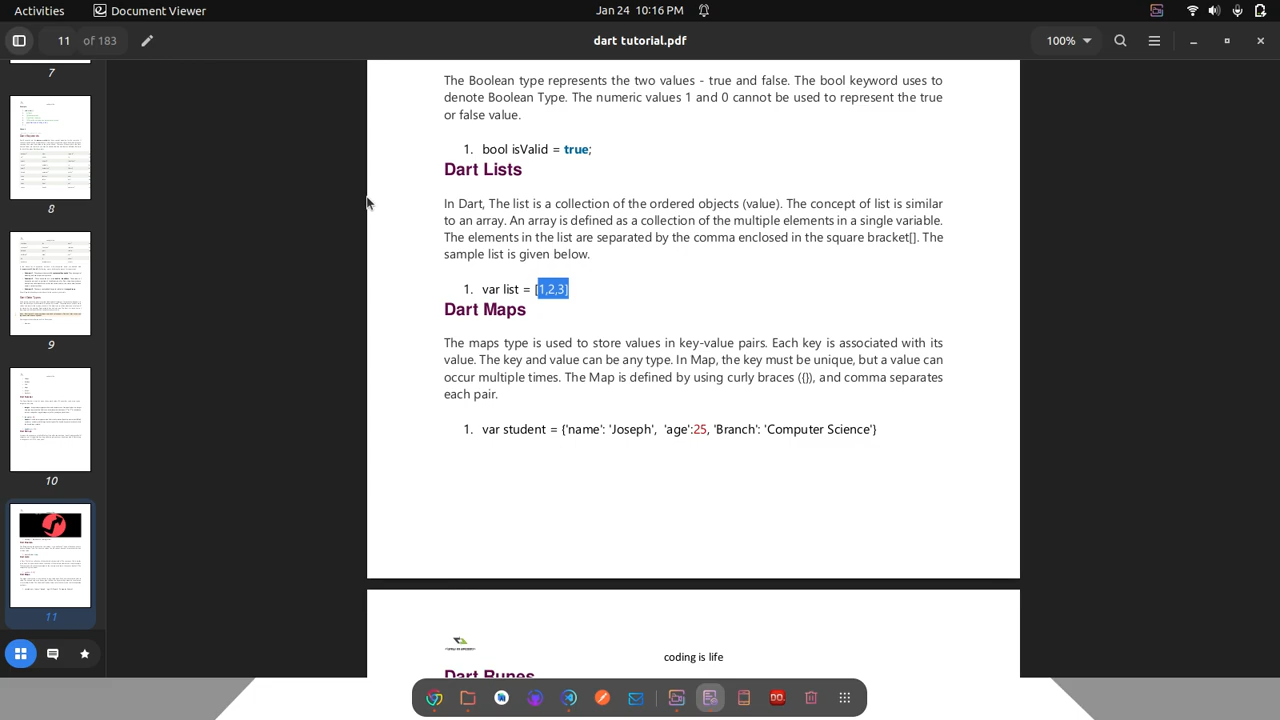 Activities Document Viewer Jan 24 10:16 PM
11 of 183 dart tutorial.pdf 100%
7
8
9
10
11
The Boolean type represents the two values - true and false. The bool keyword uses to
denote Boolean Type. The numeric values 1 and 0 cannot be used to represent the true
or false value.
1. bool isValid = true;
Dart Lists
In Dart, The list is a collection of the ordered objects (value). The concept of list is similar
to an array. An array is defined as a collection of the multiple elements in a single variable.
The elements in the list are separated by the comma enclosed in the square bracket[]. The
sample list is given below.
1. var list = [1,2,3]
Dart Maps
The maps type is used to store values in key-value pairs. Each key is associated with its
value. The key and value can be any type. In Map, the key must be unique, but a value can
occur multiple times. The Map is defined by using curly braces ({}), and comma separates
each pair.
1. var student = {'name': 'Joseph', 'age':25, 'Branch': 'Computer Science'}
coding is life
Dart Runes